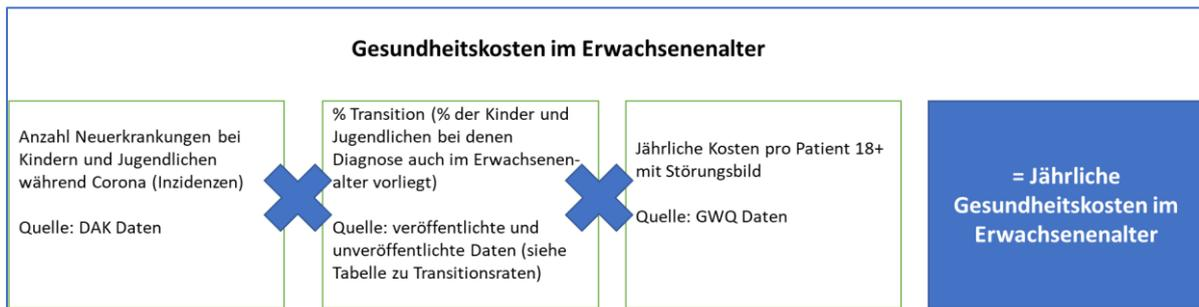 Gesundheitskosten im Erwachsenenalter
Anzahl Neuerkrankungen bei
Kindern und Jugendlichen
während Corona (Inzidenzen)
Quelle: DAK Daten
% Transition (% der Kinder und
Jugendlichen bei denen
Diagnose auch im Erwachsenen-
alter vorliegt)
Quelle: veröffentlichte und
unveröffentlichte Daten (siehe
Tabelle zu Transitionsraten)
Jährliche Kosten pro Patient 18+
mit Störungsbild
Quelle: GWQ Daten
= Jährliche
Gesundheitskosten im
Erwachsenenalter